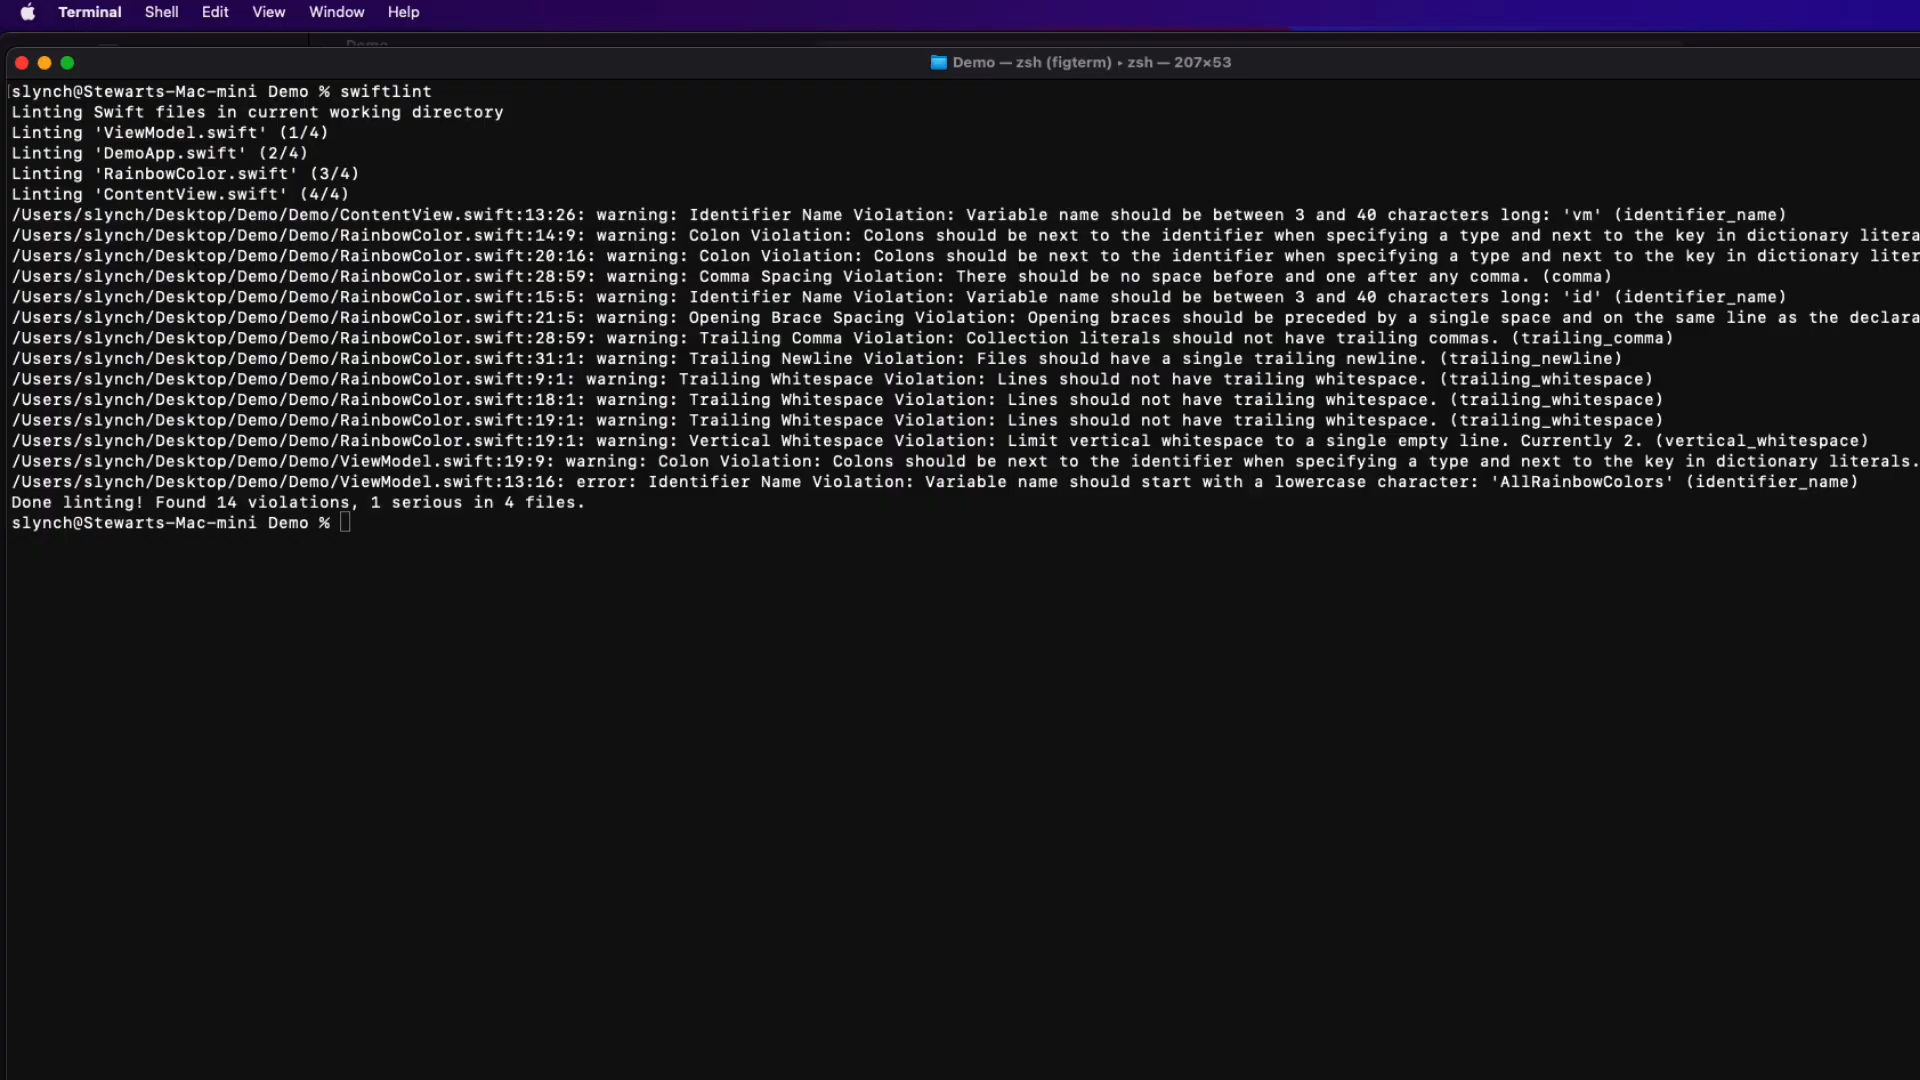 Terminal Shell Edit View Window Help
Demo
Demo — zsh (figterm) ▸ zsh — 207×53
slynch@Stewarts-Mac-mini Demo % swiftlint
Linting Swift files in current working directory
Linting 'ViewModel.swift' (1/4)
Linting 'DemoApp.swift' (2/4)
Linting 'RainbowColor.swift' (3/4)
Linting 'ContentView.swift' (4/4)
/Users/slynch/Desktop/Demo/Demo/ContentView.swift:13:26: warning: Identifier Name Violation: Variable name should be between 3 and 40 characters long: 'vm' (identifier_name)
/Users/slynch/Desktop/Demo/Demo/RainbowColor.swift:14:9: warning: Colon Violation: Colons should be next to the identifier when specifying a type and next to the key in dictionary litera
/Users/slynch/Desktop/Demo/Demo/RainbowColor.swift:20:16: warning: Colon Violation: Colons should be next to the identifier when specifying a type and next to the key in dictionary liter
/Users/slynch/Desktop/Demo/Demo/RainbowColor.swift:28:59: warning: Comma Spacing Violation: There should be no space before and one after any comma. (comma)
/Users/slynch/Desktop/Demo/Demo/RainbowColor.swift:15:5: warning: Identifier Name Violation: Variable name should be between 3 and 40 characters long: 'id' (identifier_name)
/Users/slynch/Desktop/Demo/Demo/RainbowColor.swift:21:5: warning: Opening Brace Spacing Violation: Opening braces should be preceded by a single space and on the same line as the declara
/Users/slynch/Desktop/Demo/Demo/RainbowColor.swift:28:59: warning: Trailing Comma Violation: Collection literals should not have trailing commas. (trailing_comma)
/Users/slynch/Desktop/Demo/Demo/RainbowColor.swift:31:1: warning: Trailing Newline Violation: Files should have a single trailing newline. (trailing_newline)
/Users/slynch/Desktop/Demo/Demo/RainbowColor.swift:9:1: warning: Trailing Whitespace Violation: Lines should not have trailing whitespace. (trailing_whitespace)
/Users/slynch/Desktop/Demo/Demo/RainbowColor.swift:18:1: warning: Trailing Whitespace Violation: Lines should not have trailing whitespace. (trailing_whitespace)
/Users/slynch/Desktop/Demo/Demo/RainbowColor.swift:19:1: warning: Trailing Whitespace Violation: Lines should not have trailing whitespace. (trailing_whitespace)
/Users/slynch/Desktop/Demo/Demo/RainbowColor.swift:19:1: warning: Vertical Whitespace Violation: Limit vertical whitespace to a single empty line. Currently 2. (vertical_whitespace)
/Users/slynch/Desktop/Demo/Demo/ViewModel.swift:19:9: warning: Colon Violation: Colons should be next to the identifier when specifying a type and next to the key in dictionary literals.
/Users/slynch/Desktop/Demo/Demo/ViewModel.swift:13:16: error: Identifier Name Violation: Variable name should start with a lowercase character: 'AllRainbowColors' (identifier_name)
Done linting! Found 14 violations, 1 serious in 4 files.
slynch@Stewarts-Mac-mini Demo %